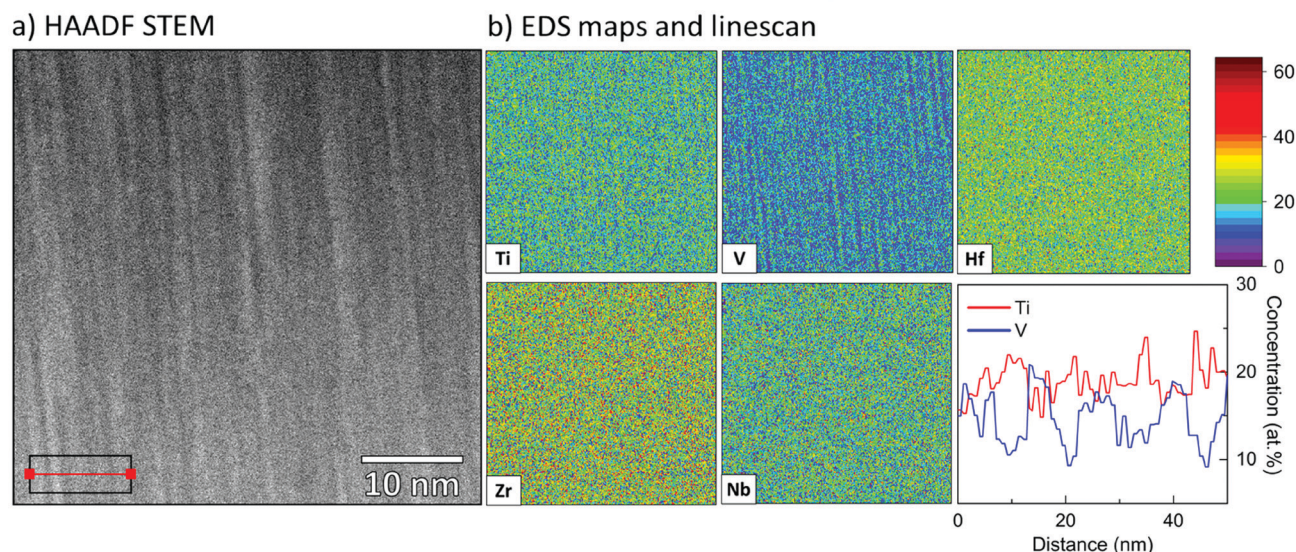 a) HAADF STEM
b) EDS maps and linescan
10 nm
Ti
V
Hf
Zr
Nb
60
40
20
0
Ti
V
30
20
10
Concentration (at.%)
0
20
40
Distance (nm)